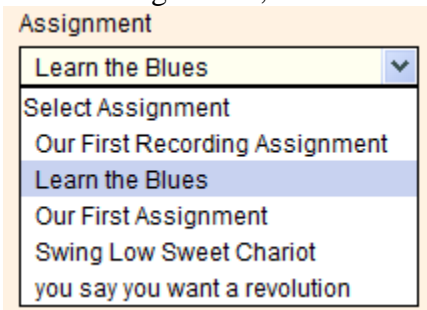 Assignment
Learn the Blues
Select Assignment
Our First Recording Assignment
Learn the Blues
Our First Assignment
Swing Low Sweet Chariot
you say you want a revolution